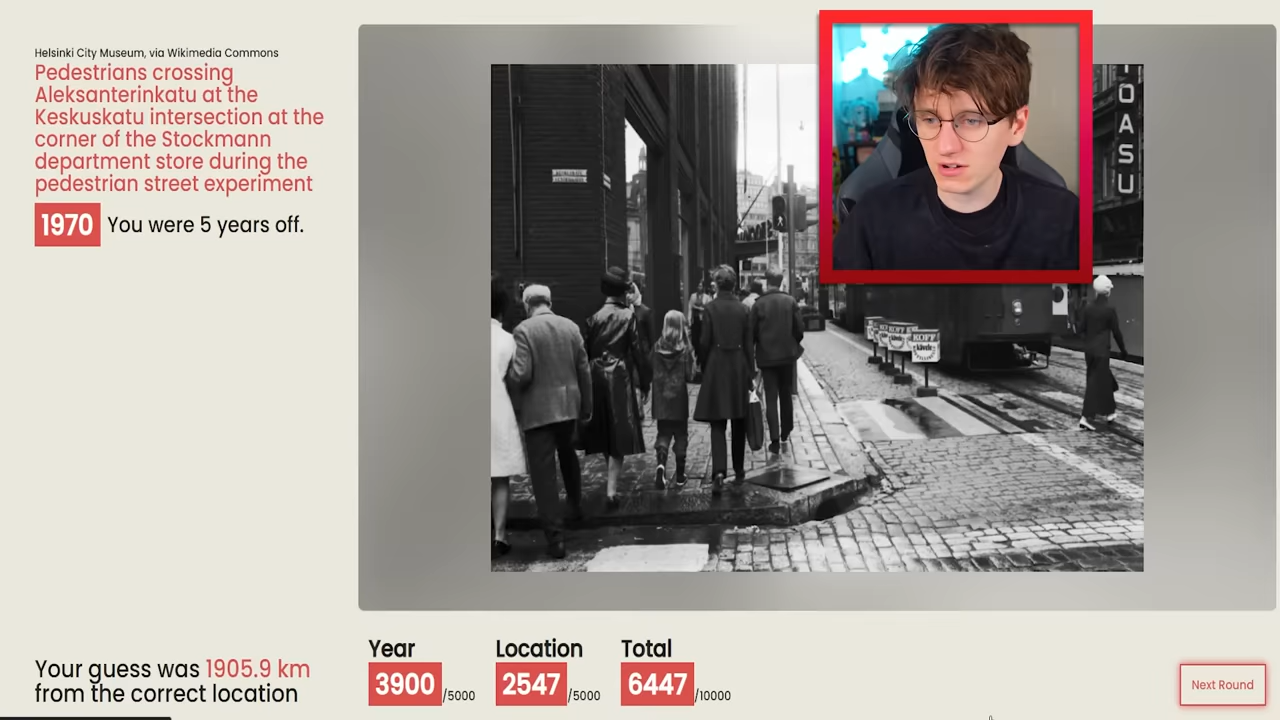 Helsinki City Museum, via Wikimedia Commons
Pedestrians crossing
Aleksanterinkatu at the
Keskuskatu intersection at the
corner of the Stockmann
department store during the
pedestrian street experiment
1970 You were 5 years off.
OASU
KOFF
Your guess was 1905.9 km
from the correct location
Year
3900/5000
Location
2547/5000
Total
6447/10000
Next Round